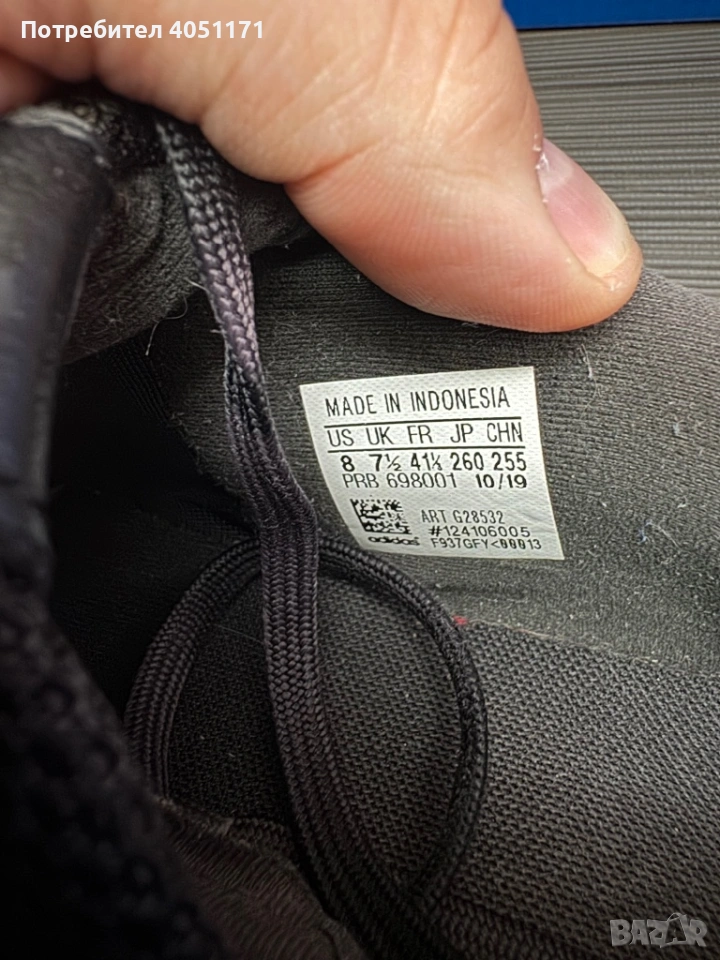 Потребител 4051171
MADE IN INDONESIA
US UK FR JP CHN
8 7½ 41⅓ 260 255
PRB 698001 10/19
ART G28532
#124106005
adidas F937GFY<00013
BAZAR